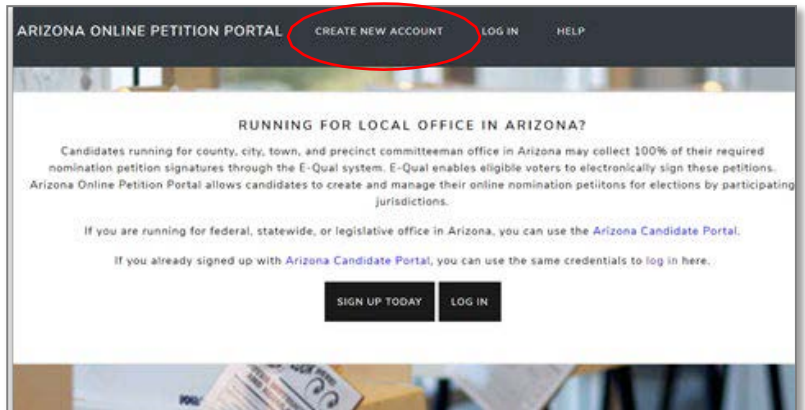 ARIZONA ONLINE PETITION PORTAL CREATE NEW ACCOUNT LOG IN HELP
RUNNING FOR LOCAL OFFICE IN ARIZONA?
Candidates running for county, city, town, and precinct committeeman office in Arizona may collect 100% of their required
nomination petition signatures through the E-Qual system. E-Qual enables eligible voters to electronically sign these petitions.
Arizona Online Petition Portal allows candidates to create and manage their online nomination petiitons for elections by participating
jurisdictions.
If you are running for federal, statewide, or legislative office in Arizona, you can use the Arizona Candidate Portal.
If you already signed up with Arizona Candidate Portal, you can use the same credentials to log in here.
SIGN UP TODAY LOG IN